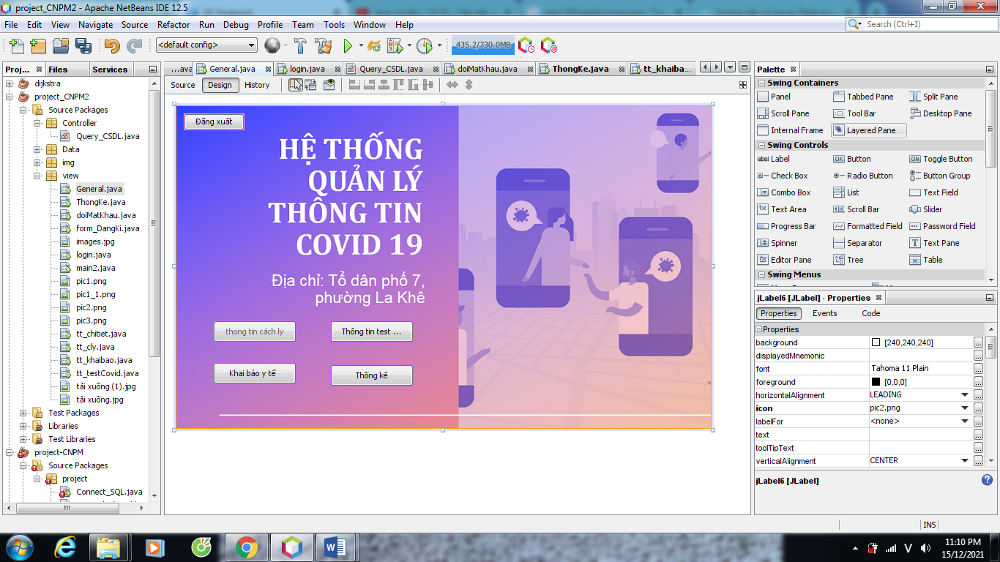 project_CNPM2 - Apache NetBeans IDE 12.5
File Edit View Navigate Source Refactor Run Debug Profile Team Tools Window Help
Search (Ctrl+I)
<default config>
435.2/730.0MB
Proj... Files Services
...ava General.java login.java Query_CSDL.java doiMatKhau.java ThongKe.java tt_khaiba...
Source Design History
dijkstra
project_CNPM2
Source Packages
Controller
Query_CSDL.java
Data
img
view
General.java
ThongKe.java
doiMatKhau.java
form_DangKi.java
images.jpg
login.java
main2.java
pic1.png
pic1_1.png
pic2.png
pic3.png
tt_chitiet.java
tt_cly.java
tt_khaibao.java
tt_testCovid.java
tải xuống (1).jpg
tải xuống.jpg
Test Packages
Libraries
Test Libraries
project-CNPM
Source Packages
project
Connect_SQL.java
Đăng xuất
HỆ THỐNG
QUẢN LÝ
THÔNG TIN
COVID 19
Địa chỉ: Tổ dân phố 7,
phường La Khê
thong tin cách ly Thông tin test ...
Khai báo y tế Thống kê
Palette
Swing Containers
Panel Tabbed Pane Split Pane
Scroll Pane Tool Bar Desktop Pane
Internal Frame Layered Pane
Swing Controls
label Label OK Button ON Toggle Button
Check Box Radio Button Button Group
Combo Box List Text Field
Text Area Scroll Bar Slider
Progress Bar Formatted Field Password Field
Spinner Separator Text Pane
Editor Pane Tree Table
Swing Menus
jLabel6 [JLabel] - Properties
Properties Events Code
Properties
background [240,240,240]
displayedMnemonic
font Tahoma 11 Plain
foreground [0,0,0]
horizontalAlignment LEADING
icon pic2.png
labelFor <none>
text
toolTipText
verticalAlignment CENTER
jLabel6 [JLabel]
INS
V
11:10 PM
15/12/2021